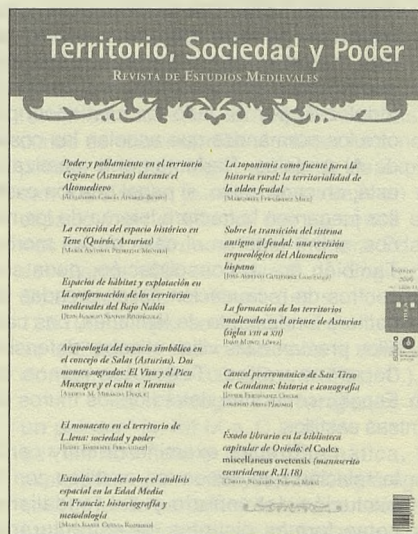 Territorio, Sociedad y Poder
REVISTA DE ESTUDIOS MEDIEVALES
Poder y poblamiento en el territorio
Gegione (Asturias) durante el
Altomedievo
La creación del espacio histórico en
Tene (Quirós, Asturias)
Espacios de hábitat y explotación en
la conformación de los territorios
medievales del Bajo Nalón
Arqueología del espacio simbólico en
el concejo de Salas (Asturias). Dos
montes sagrados: El Visu y el Picu
Muxagre y el culto a Taranus
El monacato en el territorio de
L.lena: sociedad y poder
Estudios actuales sobre el análisis
espacial en la Edad Media
en Francia: historiografía y
metodología
La toponimia como fuente para la
historia rural: la territorialidad de
la aldea feudal
Sobre la transición del sistema
antiguo al feudal: una revisión
arqueológica del Altomedievo
hispano
La formación de los territorios
medievales en el oriente de Asturias
(siglos VIII a XII)
Cancel prerrománico de San Tirso
de Candamo: historia e iconografía
Éxodo librario en la biblioteca
capitular de Oviedo: el Codex
miscellaneus ovetensis (manuscrito
escurialense R.II.18)